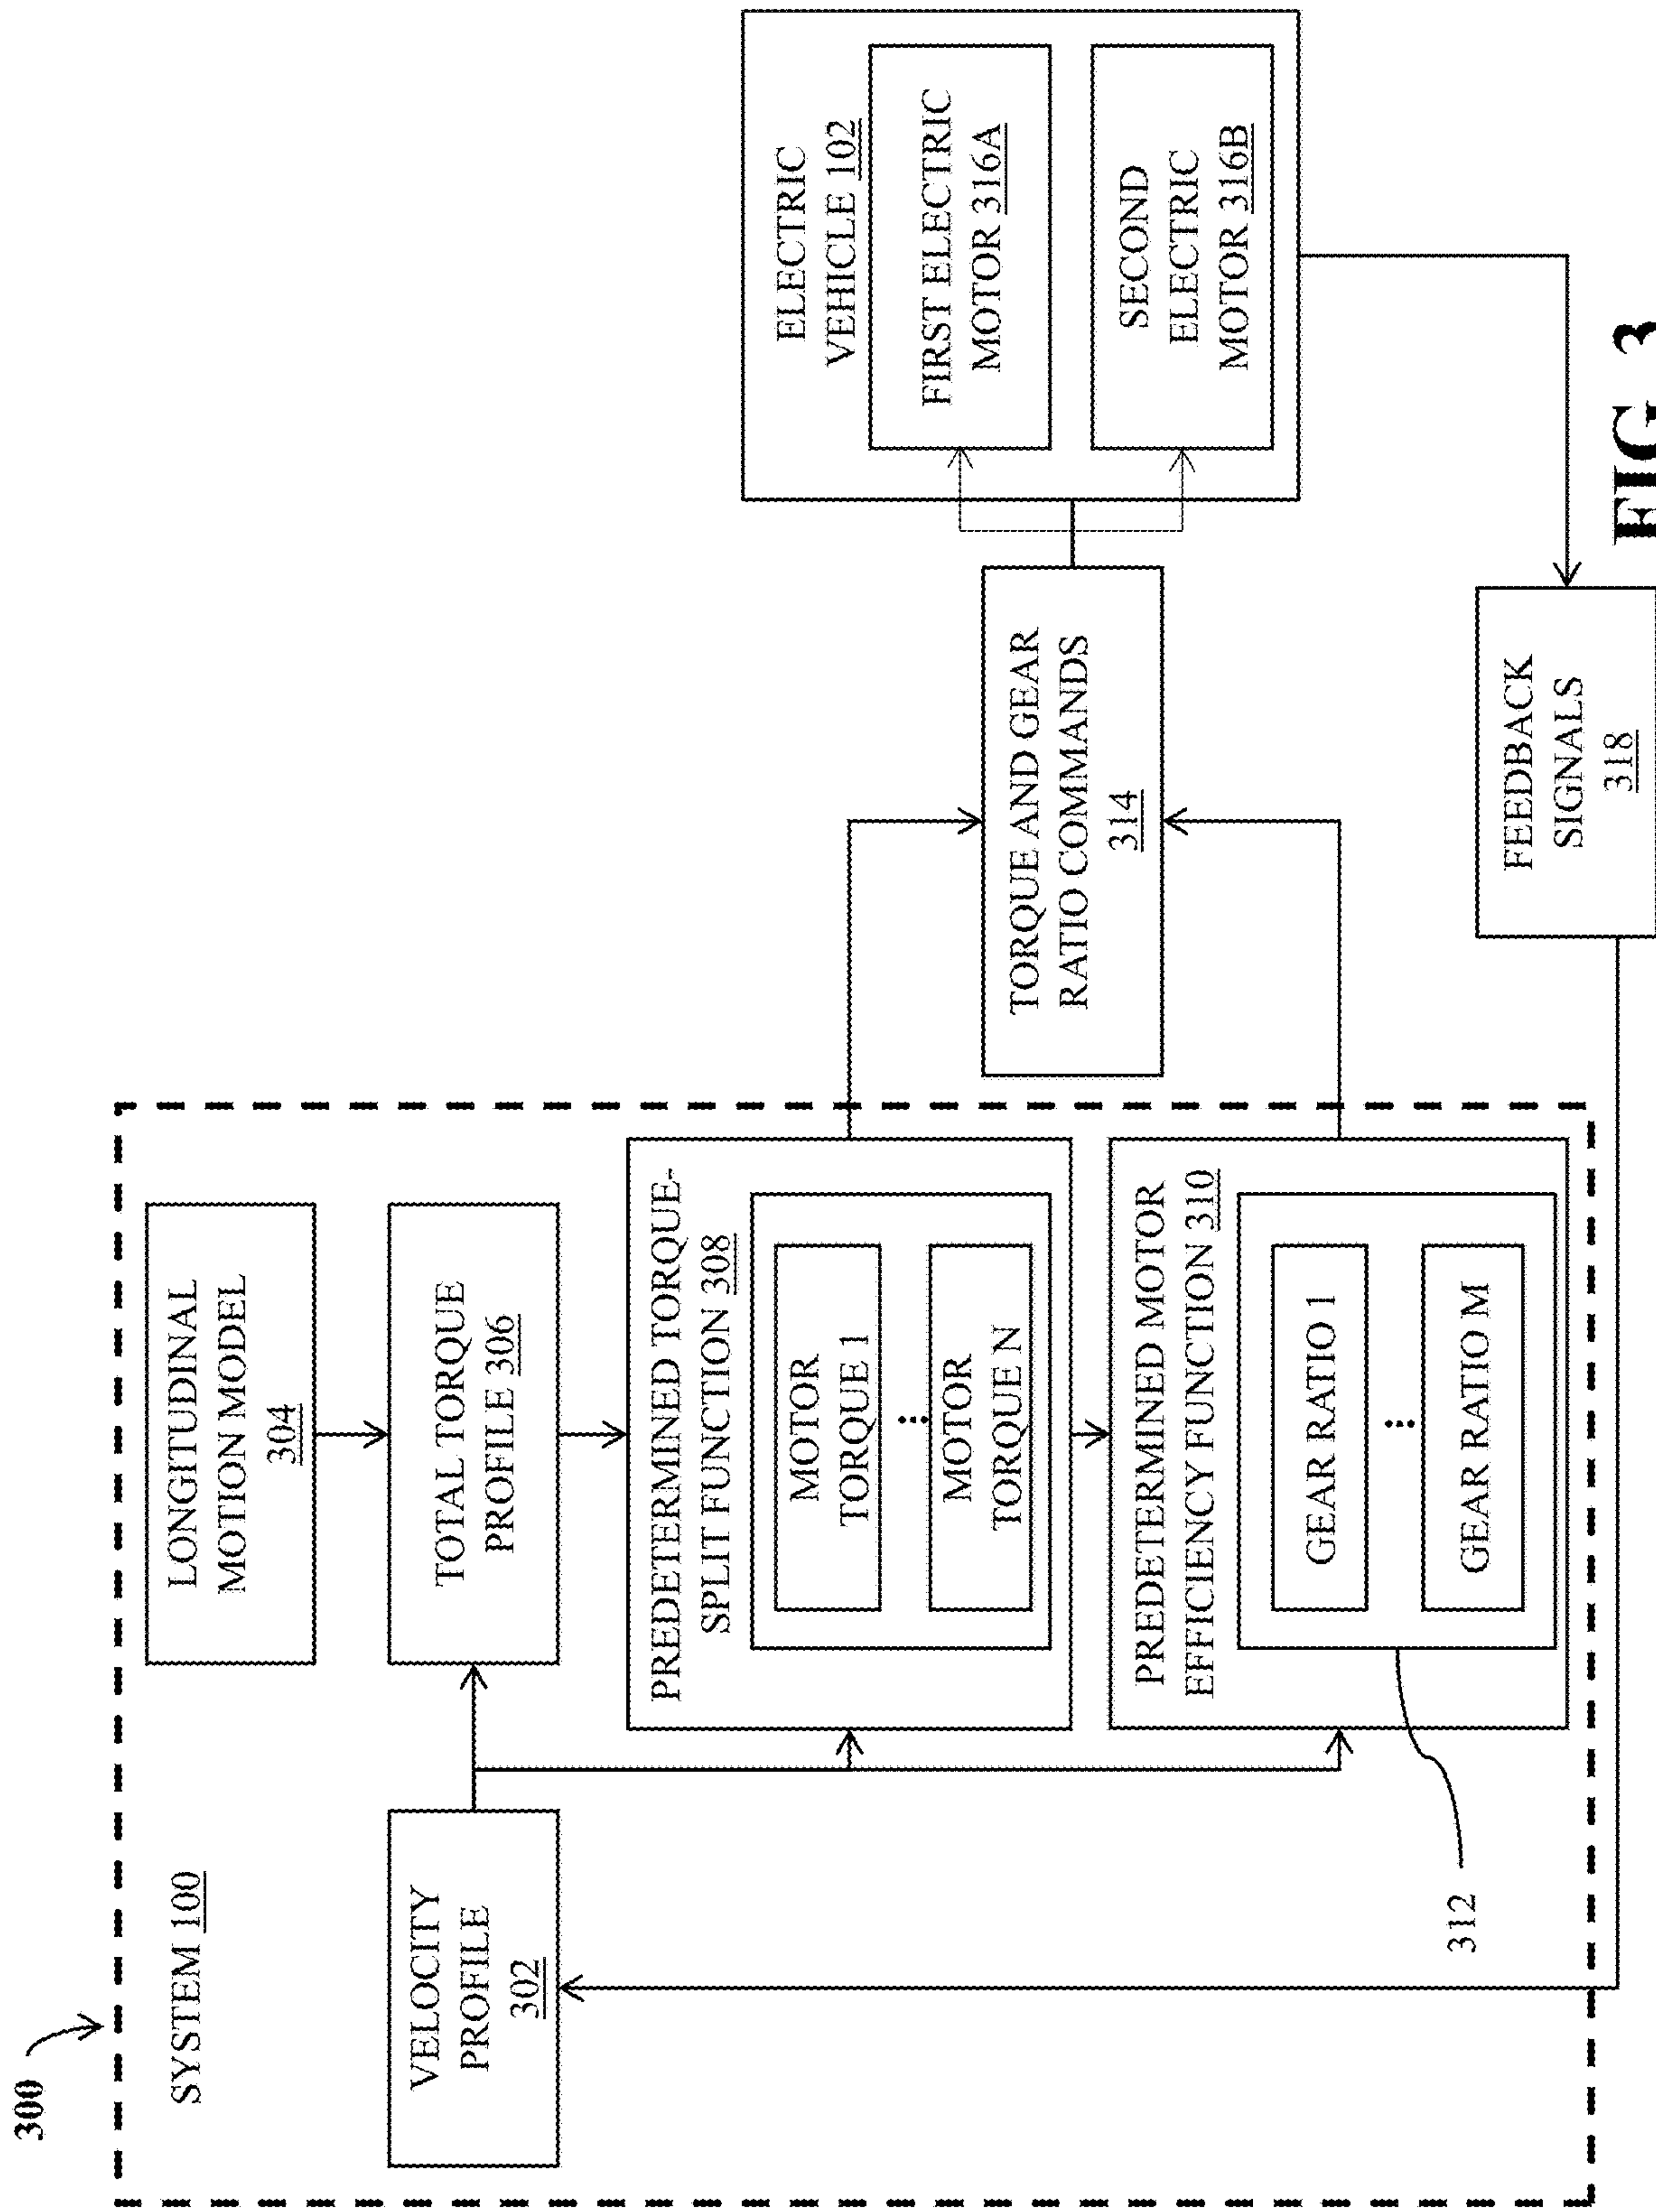 300
SYSTEM 100
VELOCITY
PROFILE
302
LONGITUDINAL
MOTION MODEL
304
TOTAL TORQUE
PROFILE 306
PREDETERMINED TORQUE-
SPLIT FUNCTION 308
MOTOR
TORQUE 1
...
MOTOR
TORQUE N
PREDETERMINED MOTOR
EFFICIENCY FUNCTION 310
GEAR RATIO 1
...
GEAR RATIO M
312
TORQUE AND GEAR
RATIO COMMANDS
314
ELECTRIC
VEHICLE 102
FIRST ELECTRIC
MOTOR 316A
SECOND
ELECTRIC
MOTOR 316B
FEEDBACK
SIGNALS
318
FIG. 3